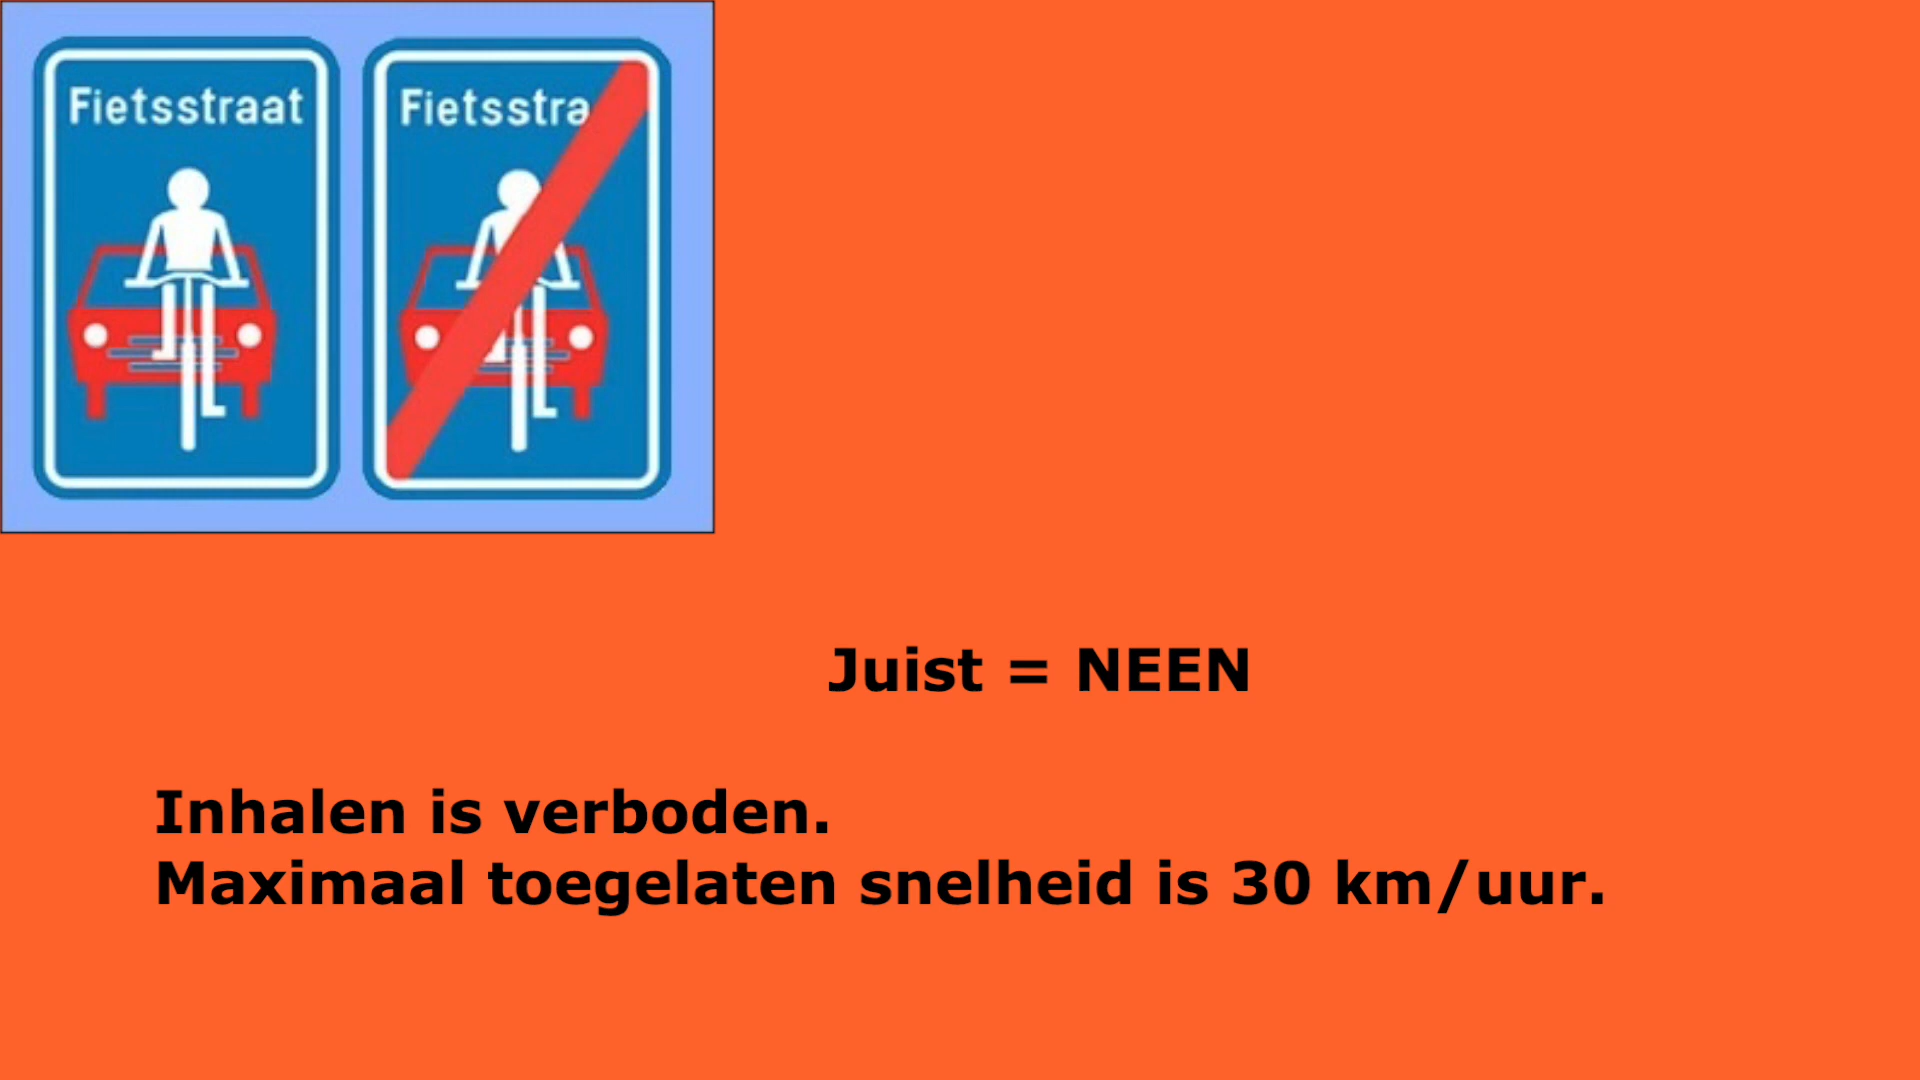 Fietsstraat
Fietsstra
Juist = NEEN
Inhalen is verboden.
Maximaal toegelaten snelheid is 30 km/uur.